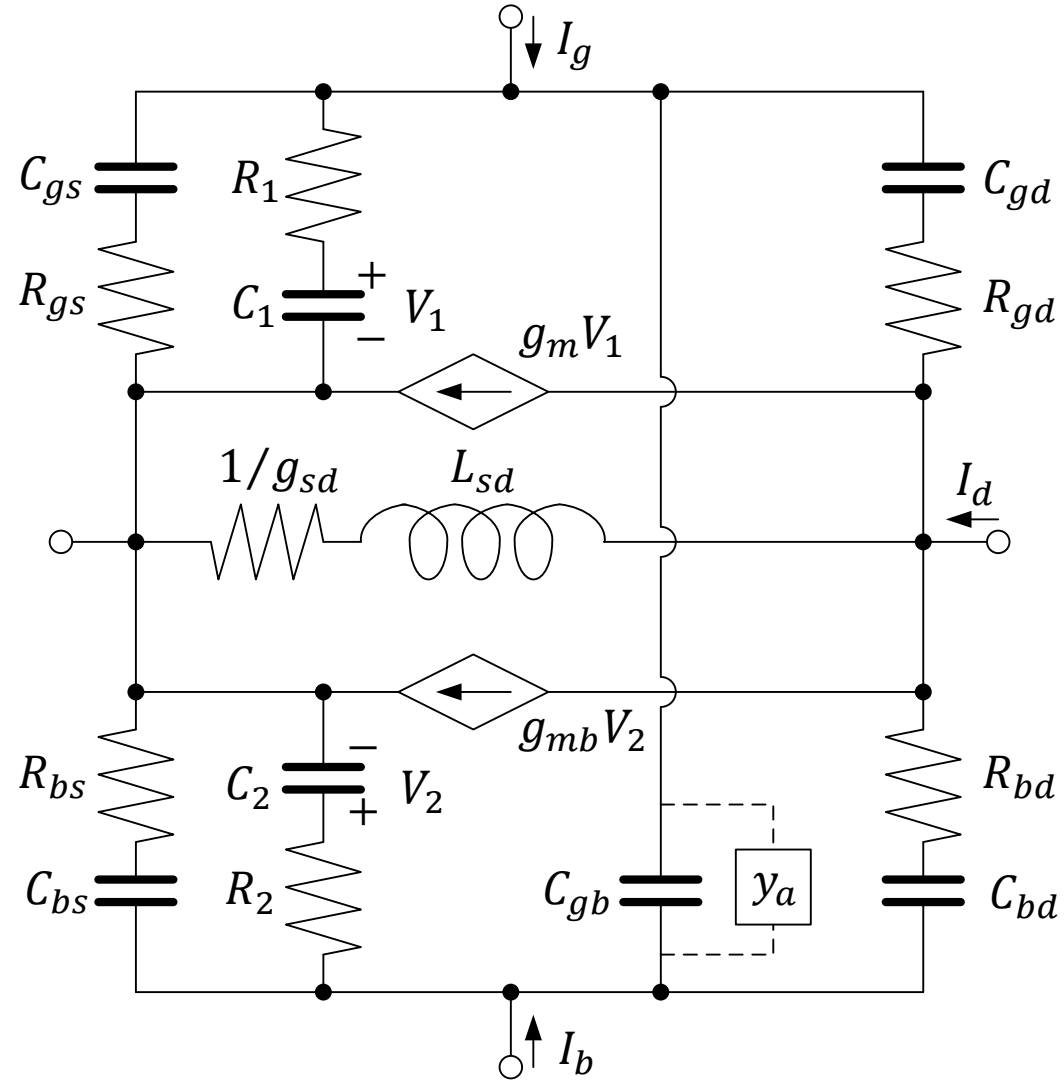 I_g
C_gs
R_1
C_gd
R_gs
C_1
+
V_1
−
g_mV_1
R_gd
1/g_sd
L_sd
I_d
R_bs
C_2
−
V_2
+
g_mbV_2
R_bd
C_bs
R_2
C_gb
y_a
C_bd
I_b